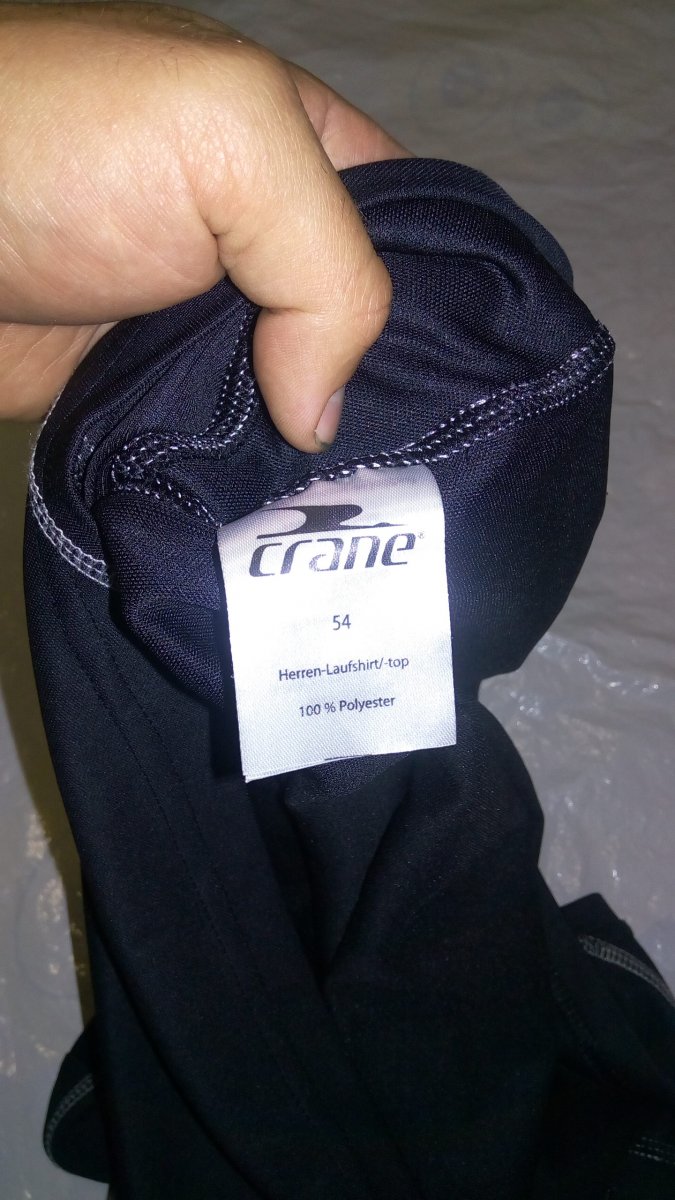 crane®
54
Herren-Laufshirt/-top
100 % Polyester